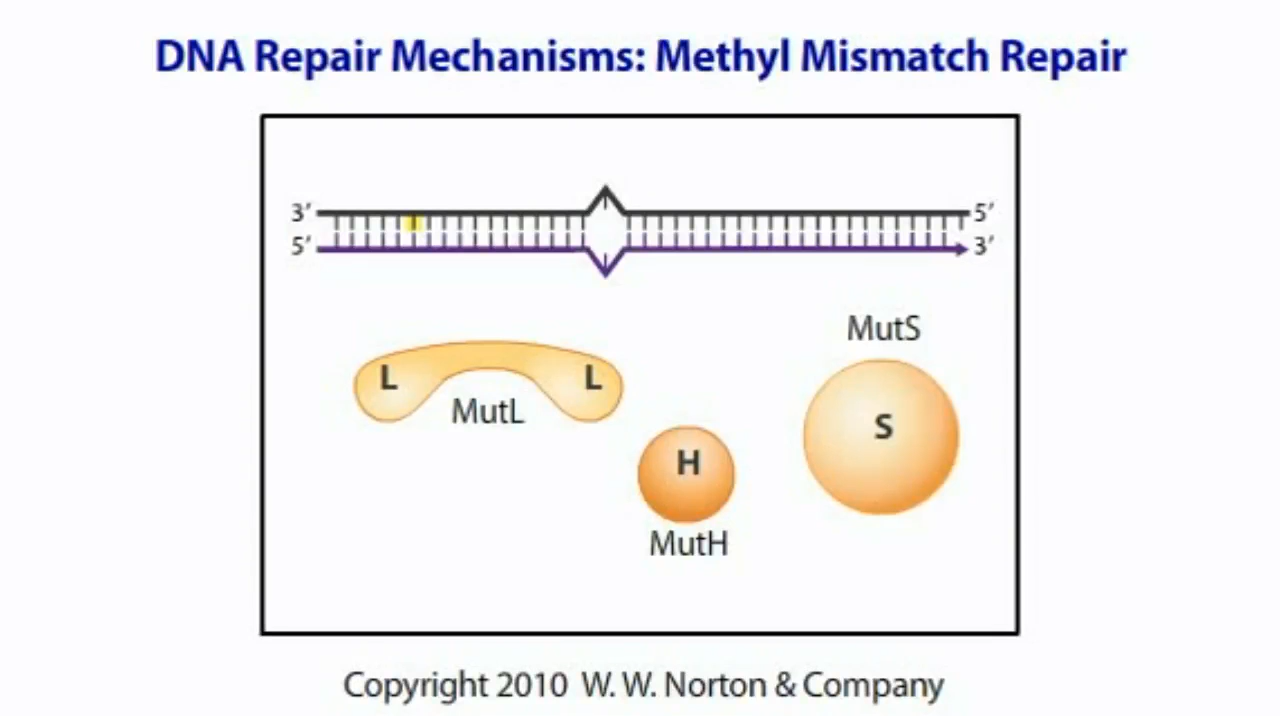 DNA Repair Mechanisms: Methyl Mismatch Repair
3′ 5′
5′ 3′
MutS
L L
MutL
S
H
MutH
Copyright 2010 W. W. Norton & Company